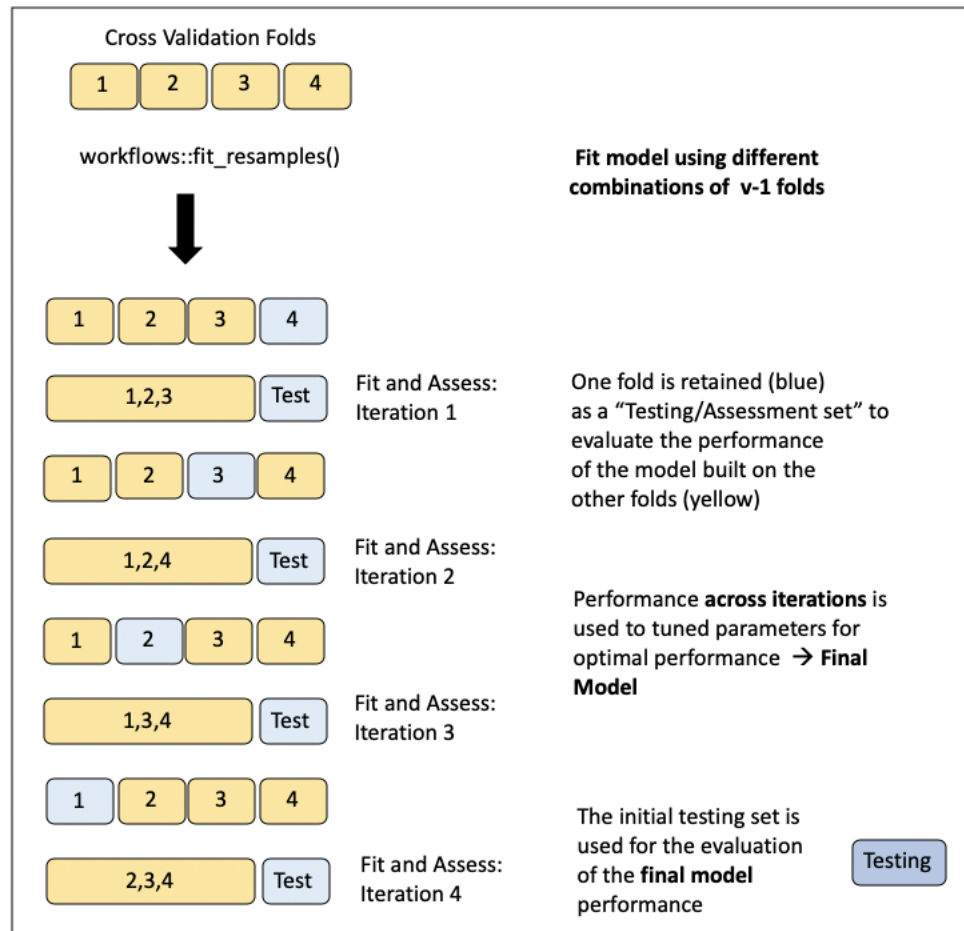 Cross Validation Folds
1 2 3 4
workflows::fit_resamples()
Fit model using different
combinations of v-1 folds
1 2 3 4
1,2,3 Test
Fit and Assess:
Iteration 1
One fold is retained (blue)
as a “Testing/Assessment set” to
evaluate the performance
of the model built on the
other folds (yellow)
1 2 3 4
1,2,4 Test
Fit and Assess:
Iteration 2
Performance across iterations is
used to tuned parameters for
optimal performance → Final
Model
1 2 3 4
1,3,4 Test
Fit and Assess:
Iteration 3
1 2 3 4
2,3,4 Test
Fit and Assess:
Iteration 4
The initial testing set is
used for the evaluation
of the final model
performance
Testing